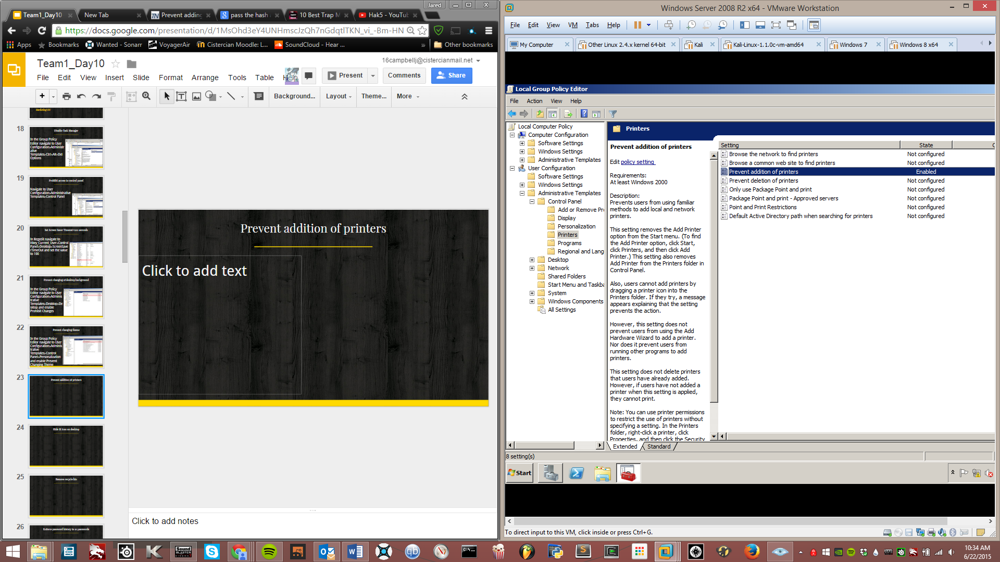 Jared
Team1_Day10
New Tab
Prevent adding
pass the hash
10 Best Trap M
Hak5 - YouTub
https://docs.google.com/presentation/d/1MsOhd3eY4UNHmscJzQh7nGdqtlTKN_vi_-Bm-HN
Apps
Bookmarks
Wanted - Sonarr
VoyagerAir
Cistercian Moodle: L...
SoundCloud - Hear ...
»
Other bookmarks
Team1_Day10
16campbellj@cistercianmail.net
File Edit View Insert Slide Format Arrange Tools Table Help
Present
Comments
Share
Background... Layout Theme... More
Marketing OU
18
Disable Task Manager
In the Group Policy
Editor navigate to User
Configuration>Adminis
trative
Templates>Ctrl+Alt+Del
Options
19
Prohibit access to control panel
Navigate to User
Configuration>Administrative
Templates>Control Panel
20
Set Screen Saver Timeout=100 seconds
In Regedit navigate to
Hkey_Current_User>Control
Panel>Desktop>ScreenSave
rTimeOut and set the value
to 100
21
Prevent changing of desktop background
In the Group Policy
Editor navigate to User
Configuration>Adminis
trative
Templates>Desktop>De
sktop and enable
Prohibit Changes
22
Prevent changing theme
In the Group Policy
Editor navigate to User
Configuration>Adminis
trative
Templates>Control
Panel>Personalization
and enable Prevent
Changing Theme
23
Prevent addition of printers
24
Hide IE icon on desktop
25
Remove recycle bin
26
Enforce password history to 10 passwords
Prevent addition of printers
Click to add text
Click to add notes
Windows Server 2008 R2 x64 - VMware Workstation
File Edit View VM Tabs Help
My Computer
Other Linux 2.4.x kernel 64-bit
Kali
Kali-Linux-1.1.0c-vm-amd64
Windows 7
Windows 8 x64
Local Group Policy Editor
File Action View Help
Local Computer Policy
Computer Configuration
Software Settings
Windows Settings
Administrative Templates
User Configuration
Software Settings
Windows Settings
Administrative Templates
Control Panel
Add or Remove Pr
Display
Personalization
Printers
Programs
Regional and Lang
Desktop
Network
Shared Folders
Start Menu and Taskba
System
Windows Components
All Settings
Printers
Prevent addition of printers
Edit policy setting
Requirements:
At least Windows 2000
Description:
Prevents users from using familiar
methods to add local and network
printers.
This setting removes the Add Printer
option from the Start menu. (To find
the Add Printer option, click Start,
click Printers, and then click Add
Printer.) This setting also removes
Add Printer from the Printers folder in
Control Panel.
Also, users cannot add printers by
dragging a printer icon into the
Printers folder. If they try, a message
appears explaining that the setting
prevents the action.
However, this setting does not
prevent users from using the Add
Hardware Wizard to add a printer.
Nor does it prevent users from
running other programs to add
printers.
This setting does not delete printers
that users have already added.
However, if users have not added a
printer when this setting is applied,
they cannot print.
Note: You can use printer permissions
to restrict the use of printers without
specifying a setting. In the Printers
folder, right-click a printer, click
Properties, and then click the Security
Setting State
Browse the network to find printers Not configured
Browse a common web site to find printers Not configured
Prevent addition of printers Enabled
Prevent deletion of printers Not configured
Only use Package Point and print Not configured
Package Point and print - Approved servers Not configured
Point and Print Restrictions Not configured
Default Active Directory path when searching for printers Not configured
Extended Standard
8 setting(s)
Start
To direct input to this VM, click inside or press Ctrl+G.
10:34 AM
6/22/2015